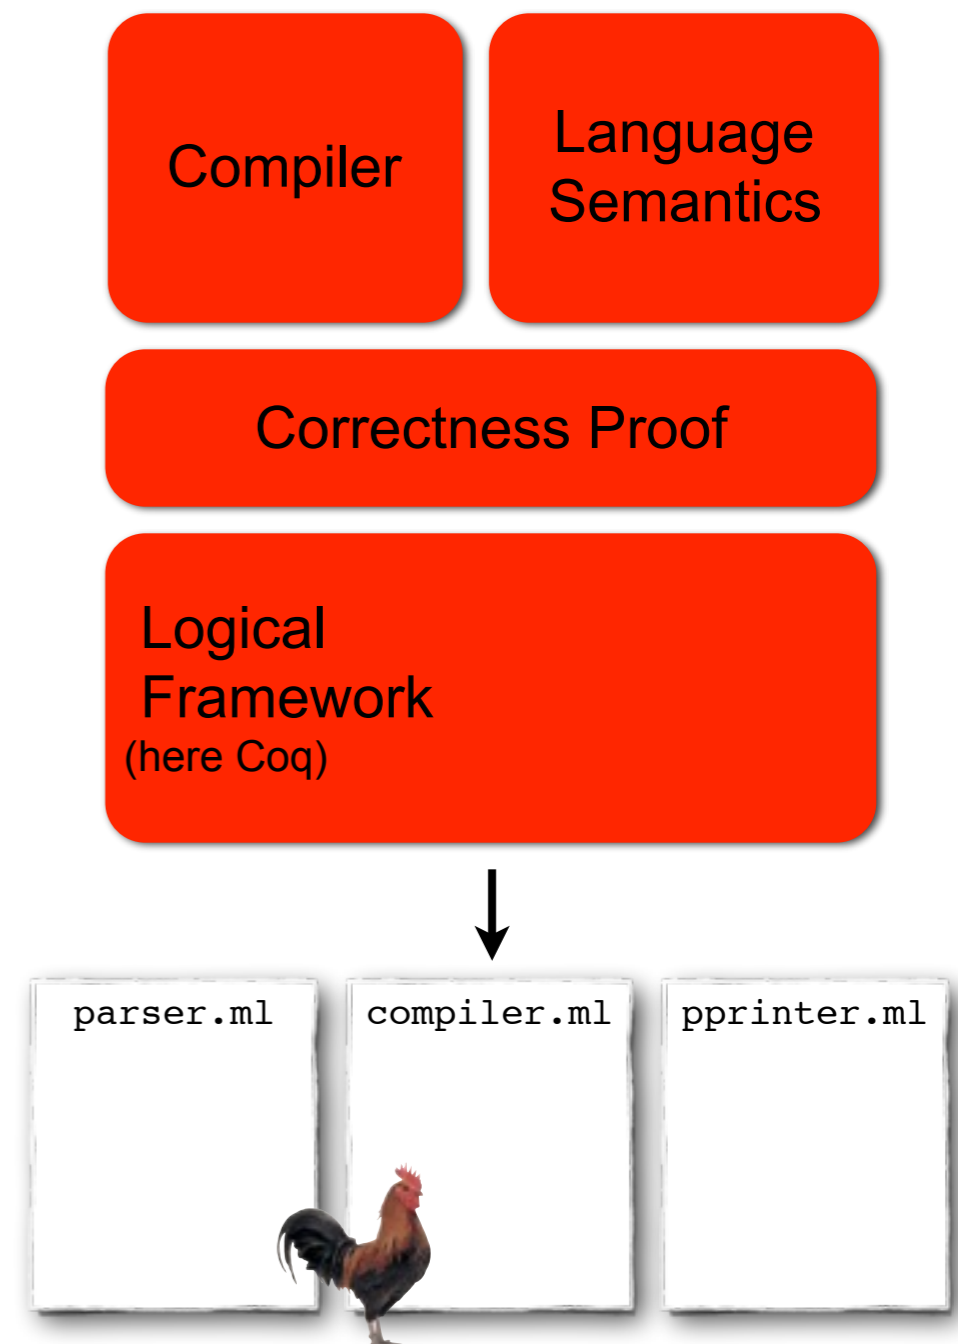 Compiler
Language
Semantics
Correctness Proof
Logical
Framework
(here Coq)
parser.ml
compiler.ml
pprinter.ml